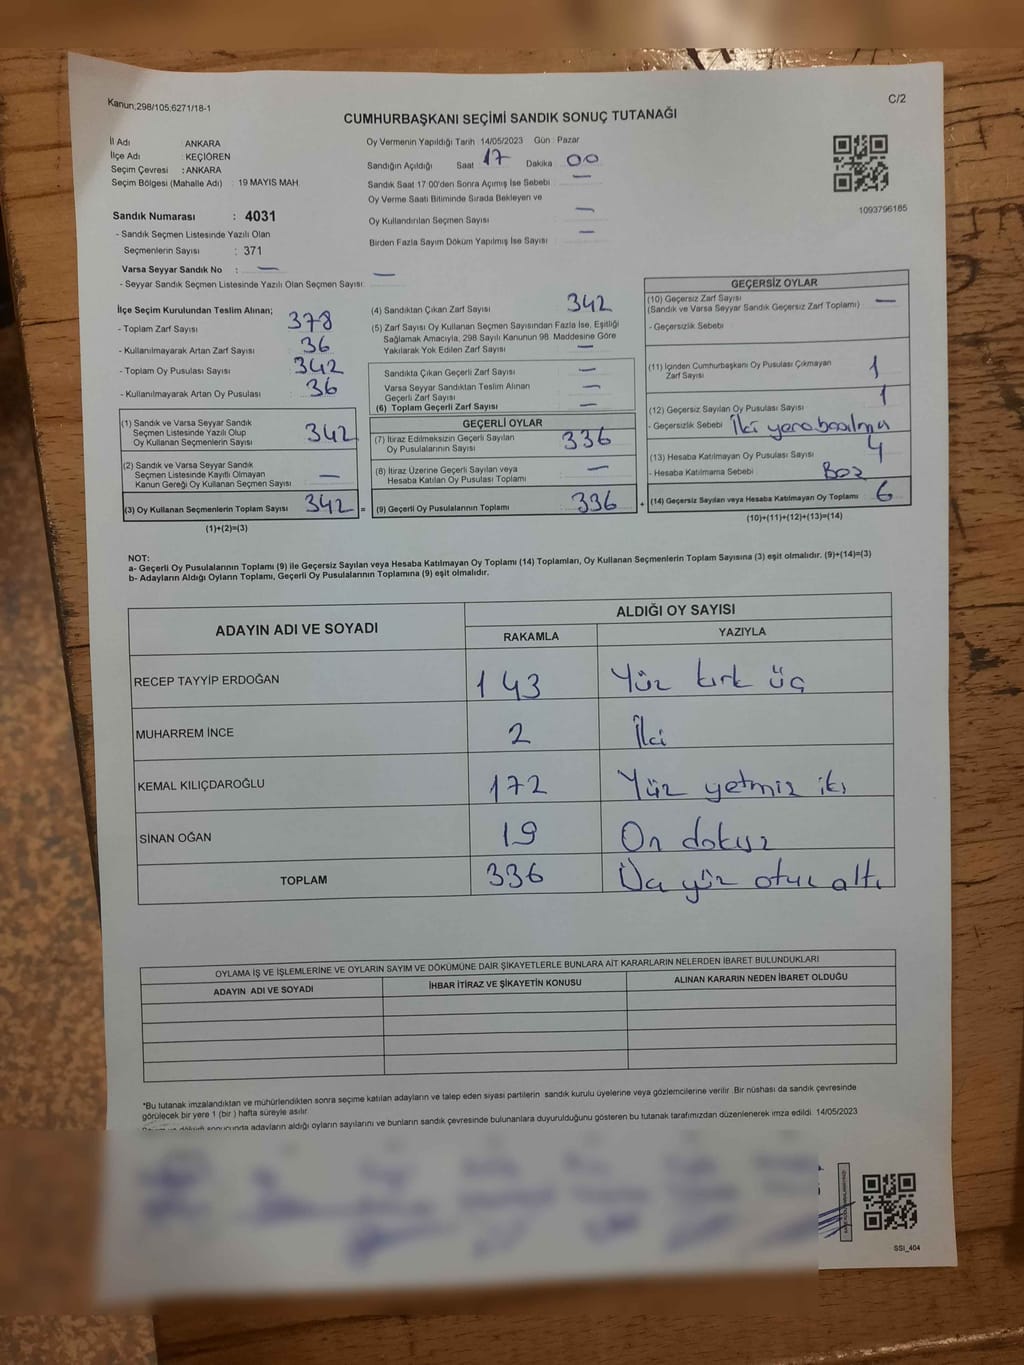 Kanun;298/105;6271/18-1
C/2
CUMHURBAŞKANI SEÇİMİ SANDIK SONUÇ TUTANAĞI
İl Adı : ANKARA
İlçe Adı : KEÇİÖREN
Seçim Çevresi : ANKARA
Seçim Bölgesi (Mahalle Adı) : 19 MAYIS MAH.
Oy Vermenin Yapıldığı Tarih 14/05/2023 Gün : Pazar
Sandığın Açıldığı Saat 17 Dakika 00
Sandık Saat 17:00'den Sonra Açımış İse Sebebi —
Oy Verme Saati Bitiminde Sırada Bekleyen ve
Oy Kullandırılan Seçmen Sayısı —
Birden Fazla Sayım Döküm Yapılmış İse Sayısı —
1093796185
Sandık Numarası : 4031
- Sandık Seçmen Listesinde Yazılı Olan
Seçmenlerin Sayısı : 371
Varsa Seyyar Sandık No : —
- Seyyar Sandık Seçmen Listesinde Yazılı Olan Seçmen Sayısı: —
İlçe Seçim Kurulundan Teslim Alınan;
- Toplam Zarf Sayısı 378
- Kullanılmayarak Artan Zarf Sayısı 36
- Toplam Oy Pusulası Sayısı 342
- Kullanılmayarak Artan Oy Pusulası 36
(1) Sandık ve Varsa Seyyar Sandık
Seçmen Listesinde Yazılı Olup
Oy Kullanan Seçmenlerin Sayısı 342
(2) Sandık ve Varsa Seyyar Sandık
Seçmen Listesinde Kayıtlı Olmayan
Kanun Gereği Oy Kullanan Seçmen Sayısı —
(3) Oy Kullanan Seçmenlerin Toplam Sayısı 342 =
(1)+(2)=(3)
(4) Sandıktan Çıkan Zarf Sayısı 342
(5) Zarf Sayısı Oy Kullanan Seçmen Sayısından Fazla İse, Eşitliği
Sağlamak Amacıyla, 298 Sayılı Kanunun 98. Maddesine Göre
Yakılarak Yok Edilen Zarf Sayısı —
Sandıkta Çıkan Geçerli Zarf Sayısı —
Varsa Seyyar Sandıktan Teslim Alınan
Geçerli Zarf Sayısı —
(6) Toplam Geçerli Zarf Sayısı —
GEÇERLİ OYLAR
(7) İtiraz Edilmeksizin Geçerli Sayılan
Oy Pusulasının Sayısı 336
(8) İtiraz Üzerine Geçerli Sayılan veya
Hesaba Katılan Oy Pusulası Toplamı —
(9) Geçerli Oy Pusulalarının Toplamı 336 +
GEÇERSİZ OYLAR
(10) Geçersiz Zarf Sayısı —
(Sandık ve Varsa Seyyar Sandık Geçersiz Zarf Toplamı)
- Geçersizlik Sebebi
(11) İçinden Cumhurbaşkanı Oy Pusulası Çıkmayan
Zarf Sayısı 1
(12) Geçersiz Sayılan Oy Pusulası Sayısı 1
- Geçersizlik Sebebi İki yere basılma
(13) Hesaba Katılmayan Oy Pusulası Sayısı 4
- Hesaba Katılmama Sebebi Boz
(14) Geçersiz Sayılan veya Hesaba Katılmayan Oy Toplamı 6
(10)+(11)+(12)+(13)=(14)
NOT:
a- Geçerli Oy Pusulalarının Toplamı (9) ile Geçersiz Sayılan veya Hesaba Katılmayan Oy Toplamı (14) Toplamları, Oy Kullanan Seçmenlerin Toplam Sayısına (3) eşit olmalıdır. (9)+(14)=(3)
b- Adayların Aldığı Oyların Toplamı, Geçerli Oy Pusulalarının Toplamına (9) eşit olmalıdır.
ADAYIN ADI VE SOYADI ALDIĞI OY SAYISI
RAKAMLA YAZIYLA
RECEP TAYYİP ERDOĞAN 143 Yüz kırk üç
MUHARREM İNCE 2 İki
KEMAL KILIÇDAROĞLU 172 Yüz yetmiz iki
SİNAN OĞAN 19 On dokuz
TOPLAM 336 Üç yüz otuz altı
OYLAMA İŞ VE İŞLEMLERİNE VE OYLARIN SAYIM VE DÖKÜMÜNE DAİR ŞİKAYETLERLE BUNLARA AİT KARARLARIN NELERDEN İBARET BULUNDUKLARI
ADAYIN ADI VE SOYADI İHBAR İTİRAZ VE ŞİKAYETİN KONUSU ALINAN KARARIN NEDEN İBARET OLDUĞU
*Bu tutanak imzalandıktan ve mühürlendikten sonra seçime katılan adayların ve talep eden siyasi partilerin sandık kurulu üyelerine veya gözlemcilerine verilir. Bir nüshası da sandık çevresinde
görülecek bir yere 1 (bir ) hafta süreyle asılır.
döküm sonucunda adayların aldığı oyların sayılarını ve bunların sandık çevresinde bulunanlara duyurulduğunu gösteren bu tutanak tarafımızdan düzenlenerek imza edildi. 14/05/2023
SSI_404